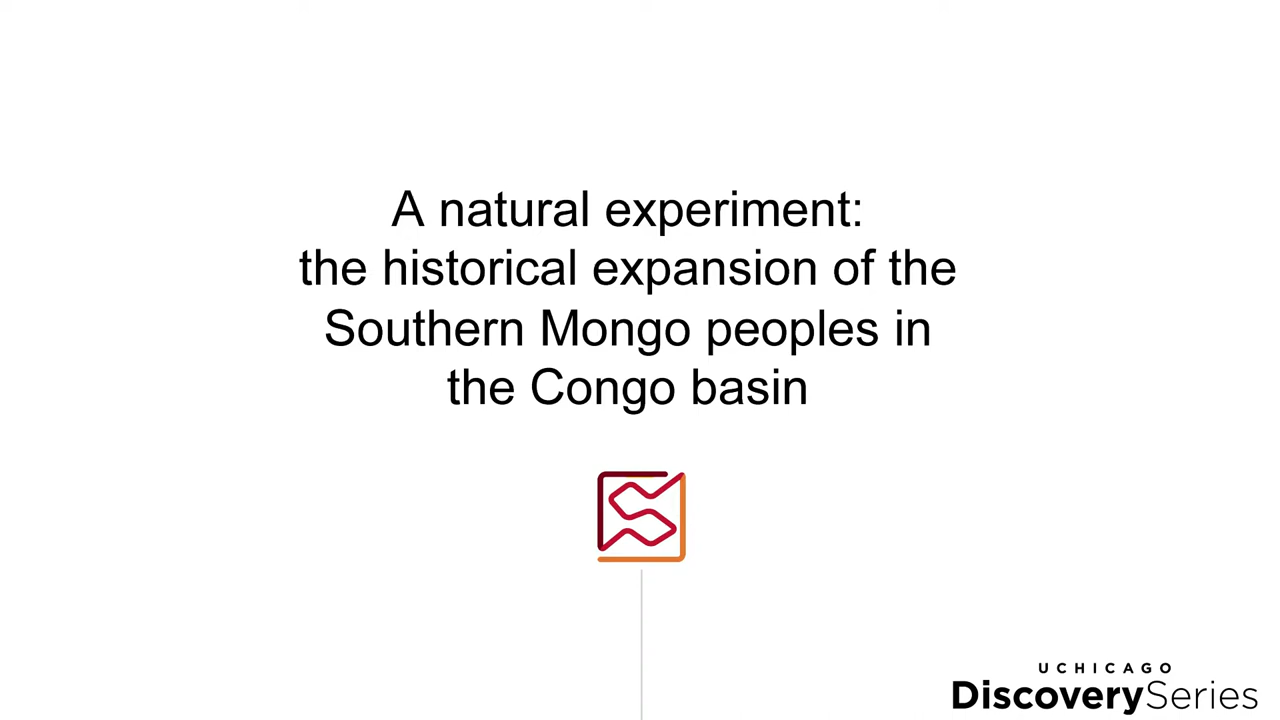 A natural experiment:
the historical expansion of the
Southern Mongo peoples in
the Congo basin
UCHICAGO
DiscoverySeries